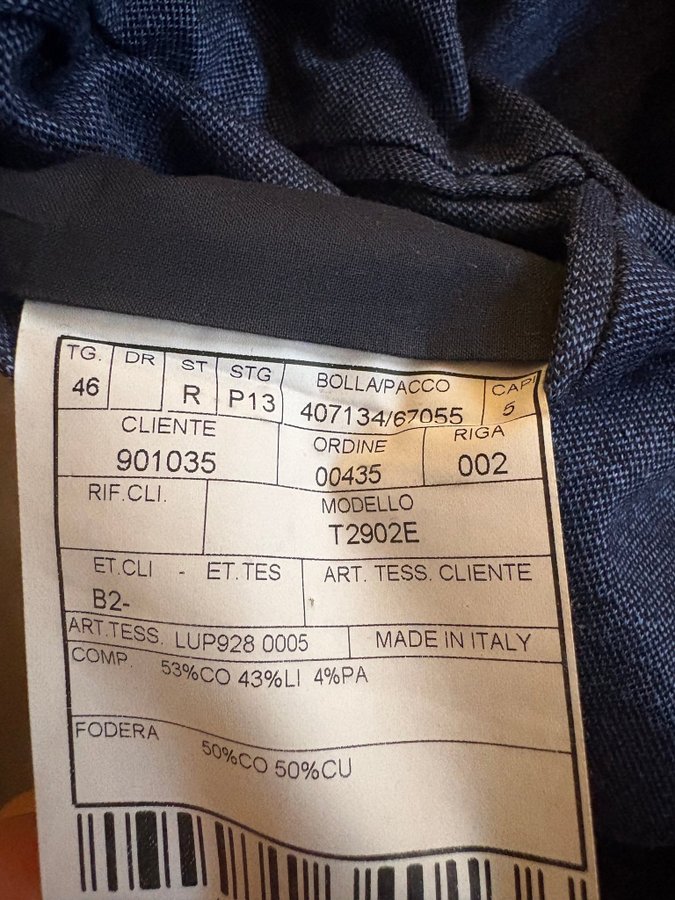 TG. DR ST STG BOLLA/PACCO CAPI
46 R P13 407134/67055 5
CLIENTE ORDINE RIGA
901035 00435 002
RIF.CLI. MODELLO
T2902E
ET.CLI - ET.TES ART. TESS. CLIENTE
B2-
ART.TESS. LUP928 0005 MADE IN ITALY
COMP. 53%CO 43%LI 4%PA
FODERA
50%CO 50%CU